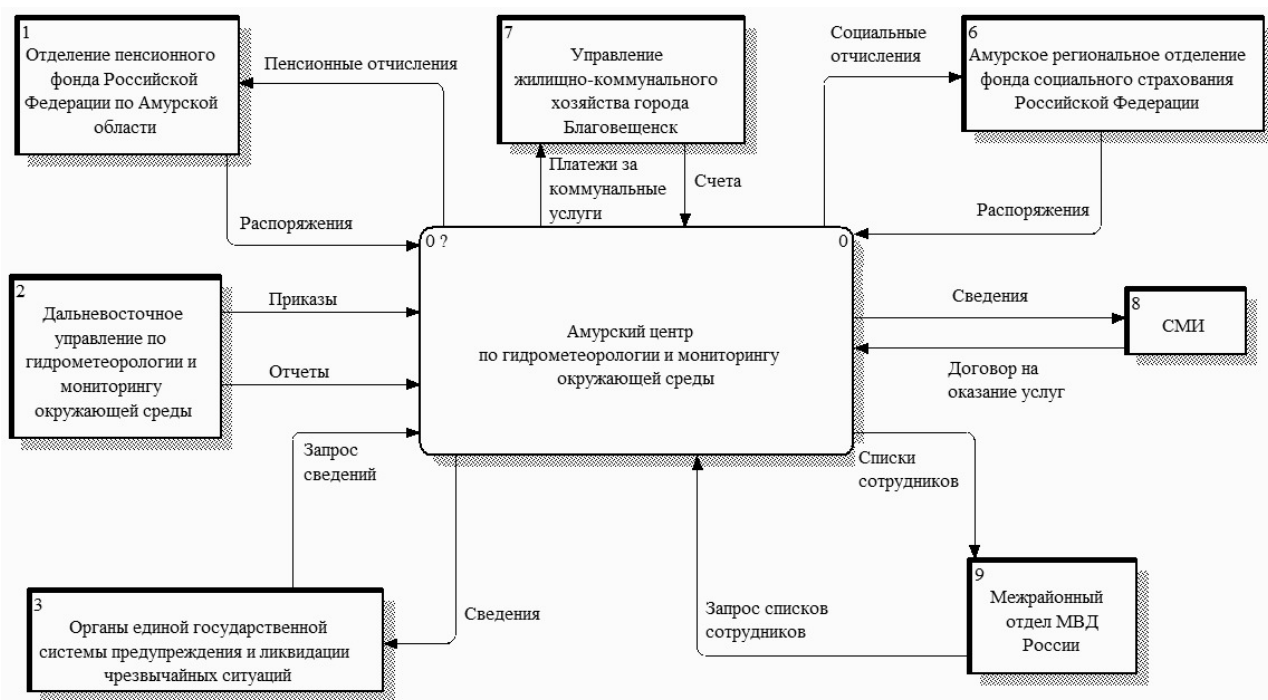 1
Отделение пенсионного
фонда Российской
Федерации по Амурской
области
Пенсионные отчисления
7
Управление
жилищно-коммунального
хозяйства города
Благовещенск
Социальные
отчисления
6
Амурское региональное отделение
фонда социального страхования
Российской Федерации
Распоряжения
Платежи за
коммунальные
услуги
Счета
Распоряжения
0 ?
0
Амурский центр
по гидрометеорологии и мониторингу
окружающей среды
2
Дальневосточное
управление по
гидрометеорологии и
мониторингу
окружающей среды
Приказы
Отчеты
Сведения
8
СМИ
Договор на
оказание услуг
Запрос
сведений
Списки
сотрудников
3
Органы единой государственной
системы предупреждения и ликвидации
чрезвычайных ситуаций
Сведения
Запрос списков
сотрудников
9
Межрайонный
отдел МВД
России